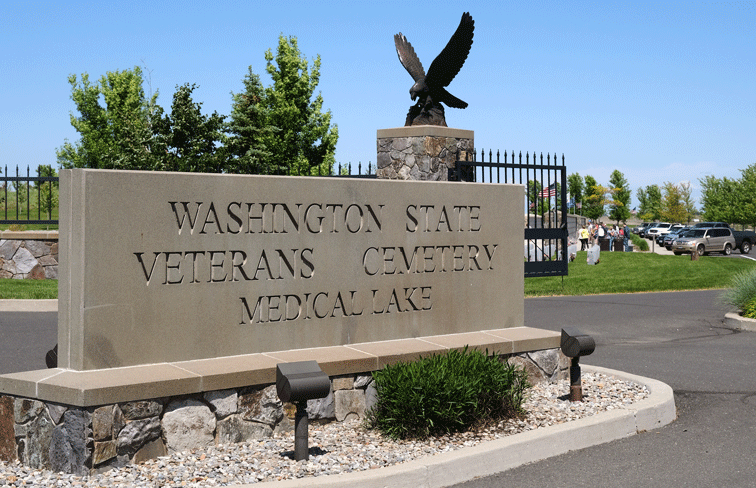 WASHINGTON STATE
VETERANS CEMETERY
MEDICAL LAKE